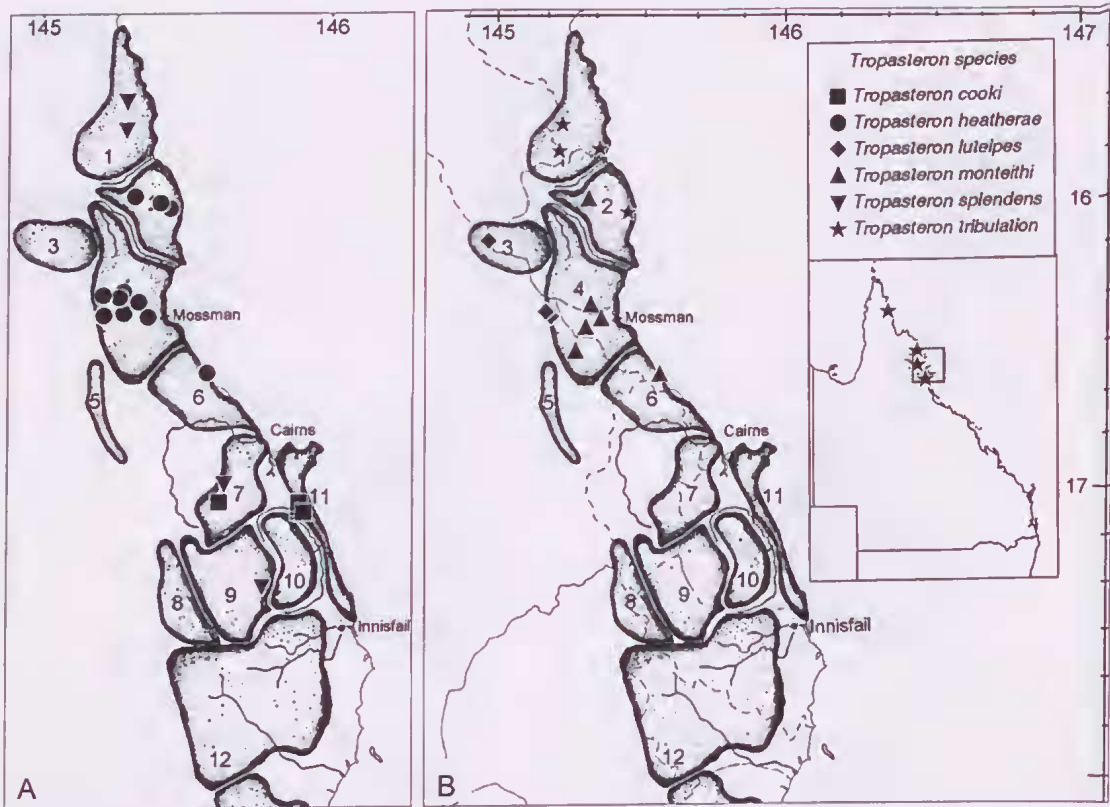 145
146
1
3
Mossman
5
6
Cairns
7
11
10
8
9
Innisfail
12
A
145
146
147
16
17
2
3
4
Mossman
5
6
Cairns
7
11
10
8
9
Innisfail
12
B
Tropasteron species
Tropasteron cooki
Tropasteron heatherae
Tropasteron luteipes
Tropasteron monteithi
Tropasteron splendens
Tropasteron tribulation